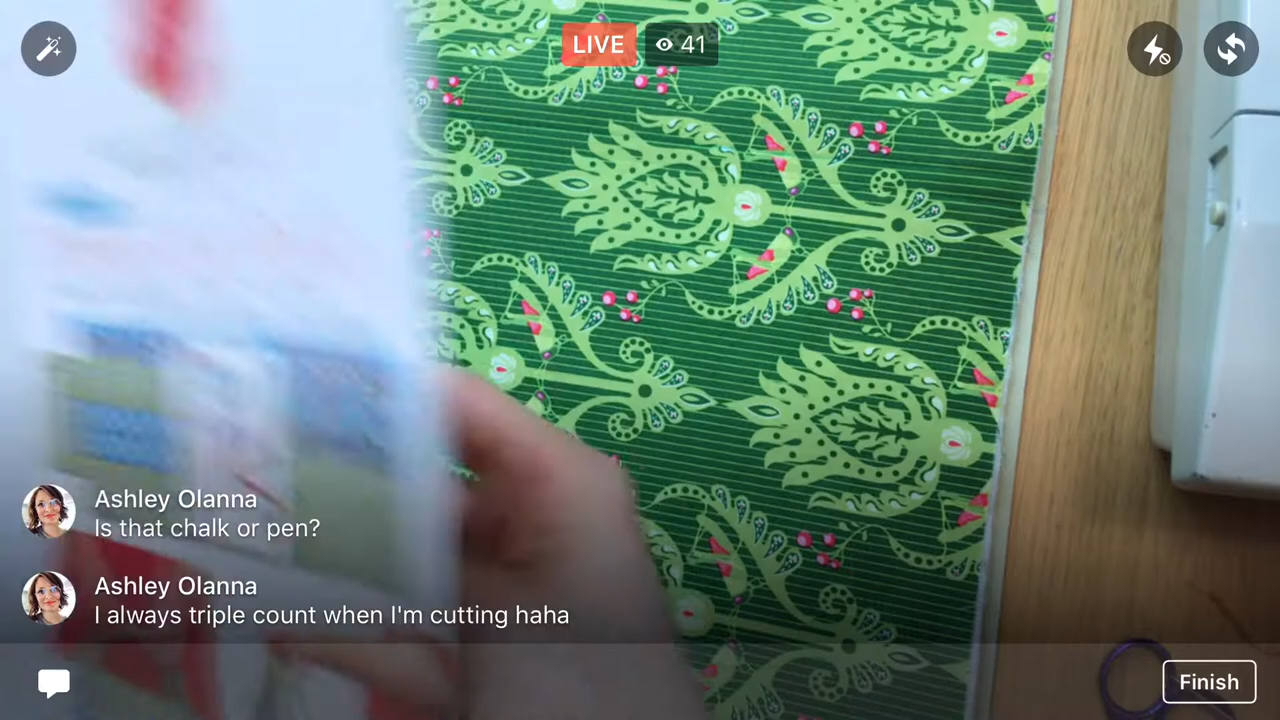 LIVE 41
Ashley Olanna
Is that chalk or pen?
Ashley Olanna
I always triple count when I'm cutting haha
Finish